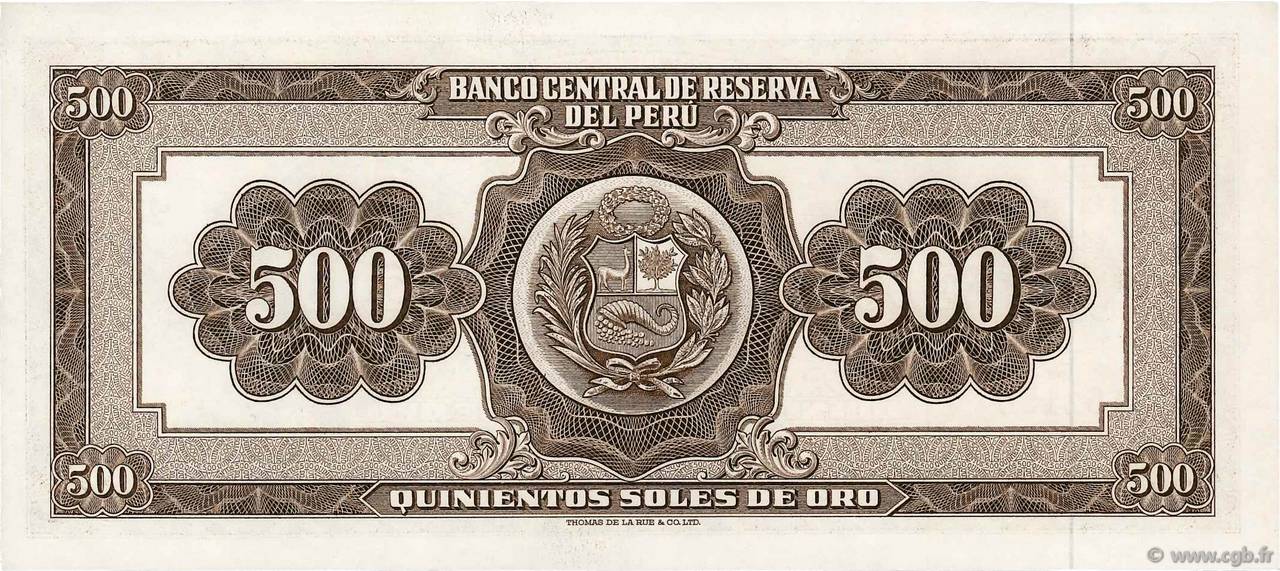 BANCO CENTRAL DE RESERVA
DEL PERÚ
500
500
500
500
500
500
QUINIENTOS SOLES DE ORO
THOMAS DE LA RUE & CO. LTD.
© www.cgb.fr